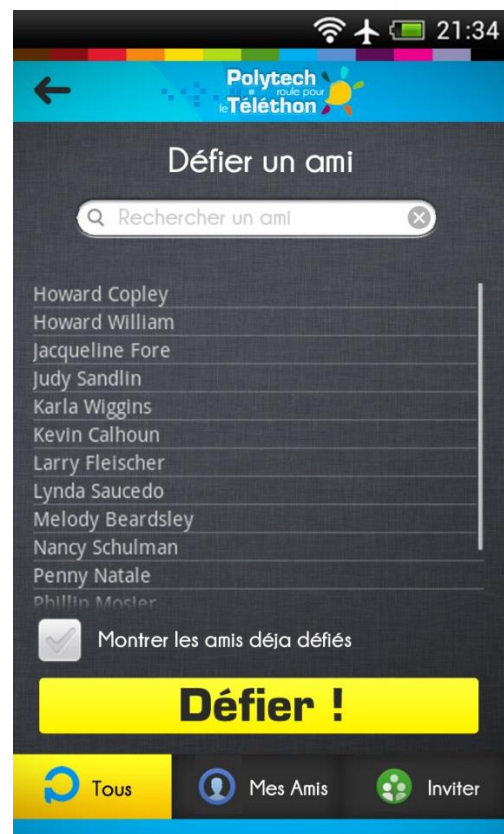 21:34
Polytech
roule pour
le Téléthon
Défier un ami
Rechercher un ami
Howard Copley
Howard William
Jacqueline Fore
Judy Sandlin
Karla Wiggins
Kevin Calhoun
Larry Fleischer
Lynda Saucedo
Melody Beardsley
Nancy Schulman
Penny Natale
Phillip Mosler
Montrer les amis déja défiés
Défier !
Tous
Mes Amis
Inviter